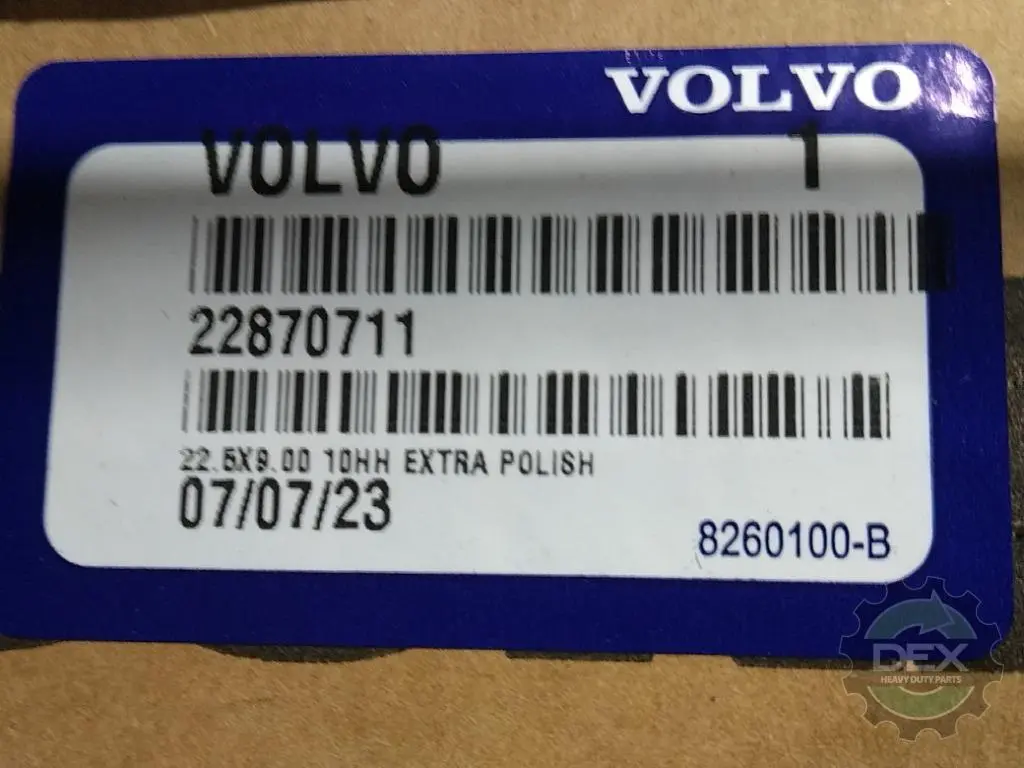 VOLVO
VOLVO 1
22870711
22.5X9.00 10HH EXTRA POLISH
07/07/23
8260100-B
DEX
HEAVY DUTY PARTS